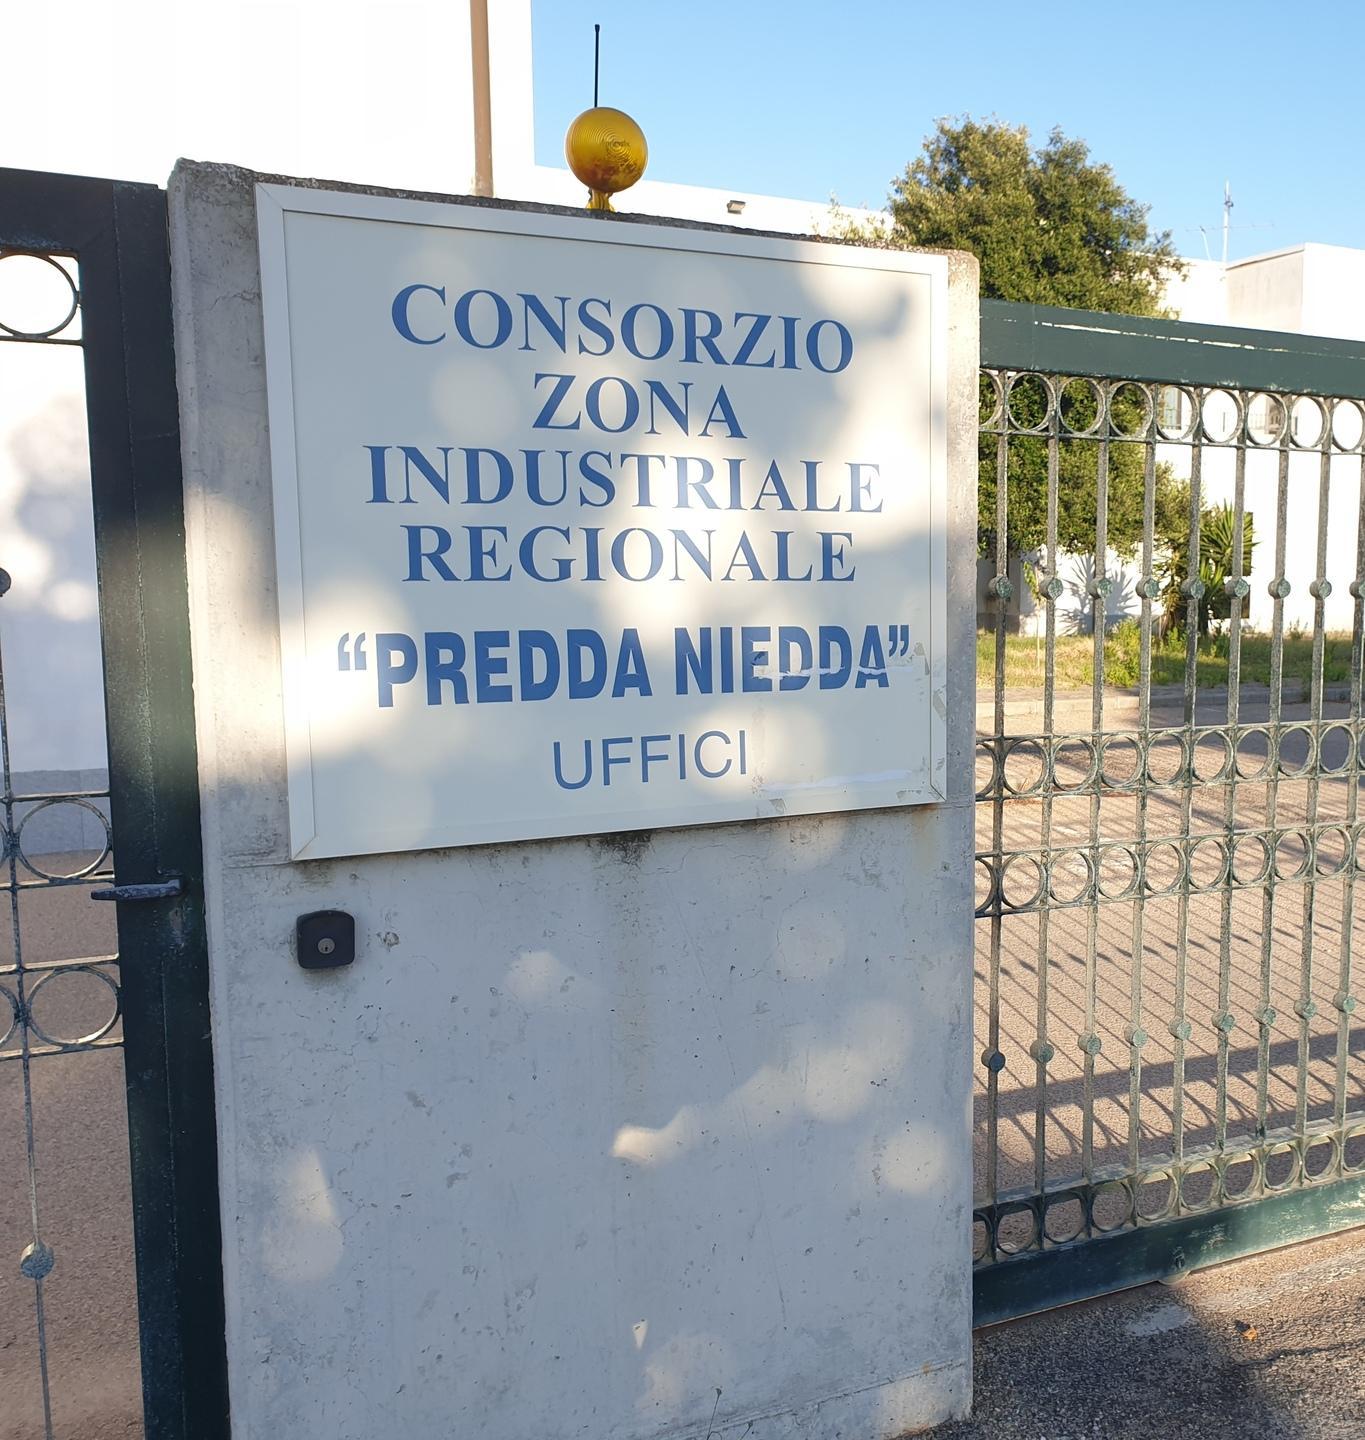 CONSORZIO
ZONA
INDUSTRIALE
REGIONALE
“PREDDA NIEDDA”
UFFICI